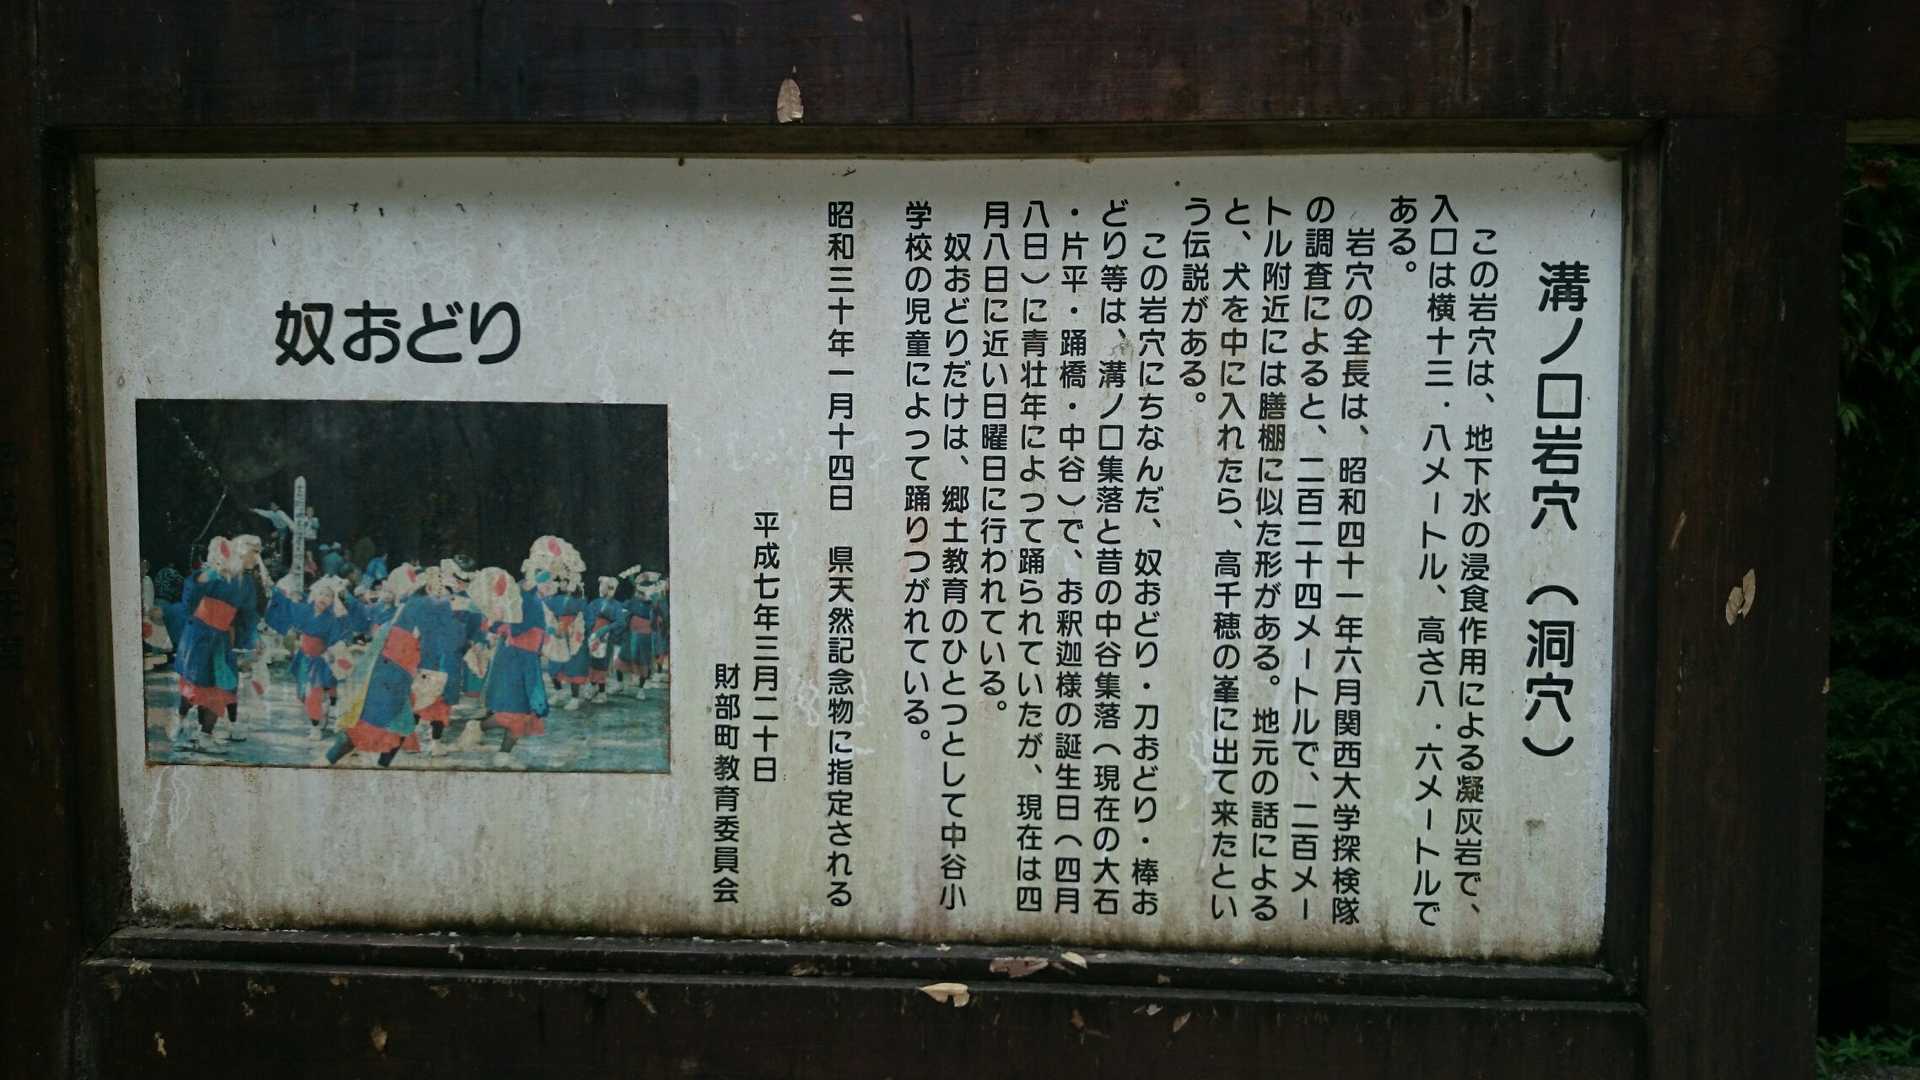 溝ノ口岩穴（洞穴）
この岩穴は、地下水の浸食作用による凝灰岩で、
入口は横十三．八メートル、高さ八．六メートルで
ある。
岩穴の全長は、昭和四十一年六月関西大学探検隊
の調査によると、二百二十四メートルで、二百メー
トル附近には膳棚に似た形がある。地元の話による
と、犬を中に入れたら、高千穂の峯に出て来たとい
う伝説がある。
この岩穴にちなんだ、奴おどり・刀おどり・棒お
どり等は、溝ノ口集落と昔の中谷集落（現在の大石
・片平・踊橋・中谷）で、お釈迦様の誕生日（四月
八日）に青壮年によって踊られていたが、現在は四
月八日に近い日曜日に行われている。
奴おどりだけは、郷土教育のひとつとして中谷小
学校の児童によって踊りつがれている。
昭和三十年一月十四日　県天然記念物に指定される
平成七年三月二十日
財部町教育委員会
奴おどり